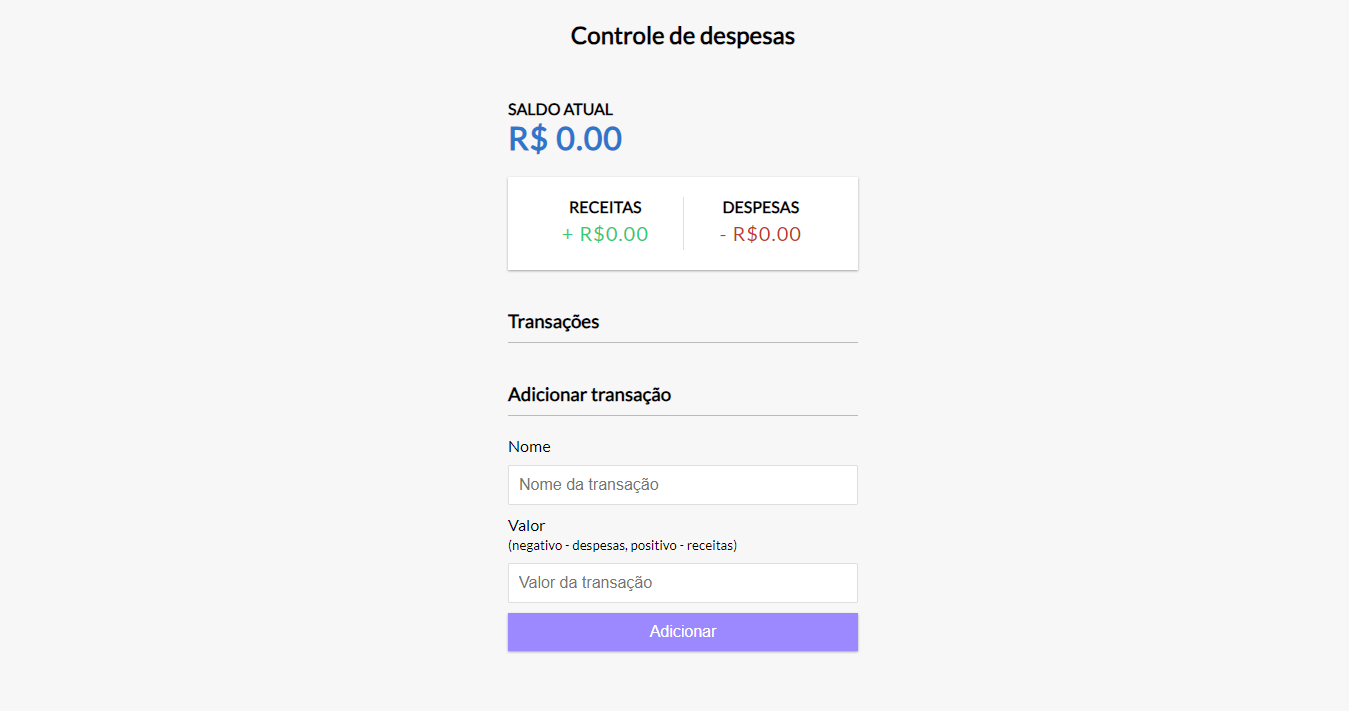 Controle de despesas
SALDO ATUAL
R$ 0.00
RECEITAS
+ R$0.00
DESPESAS
- R$0.00
Transações
Adicionar transação
Nome
Nome da transação
Valor
(negativo - despesas, positivo - receitas)
Valor da transação
Adicionar